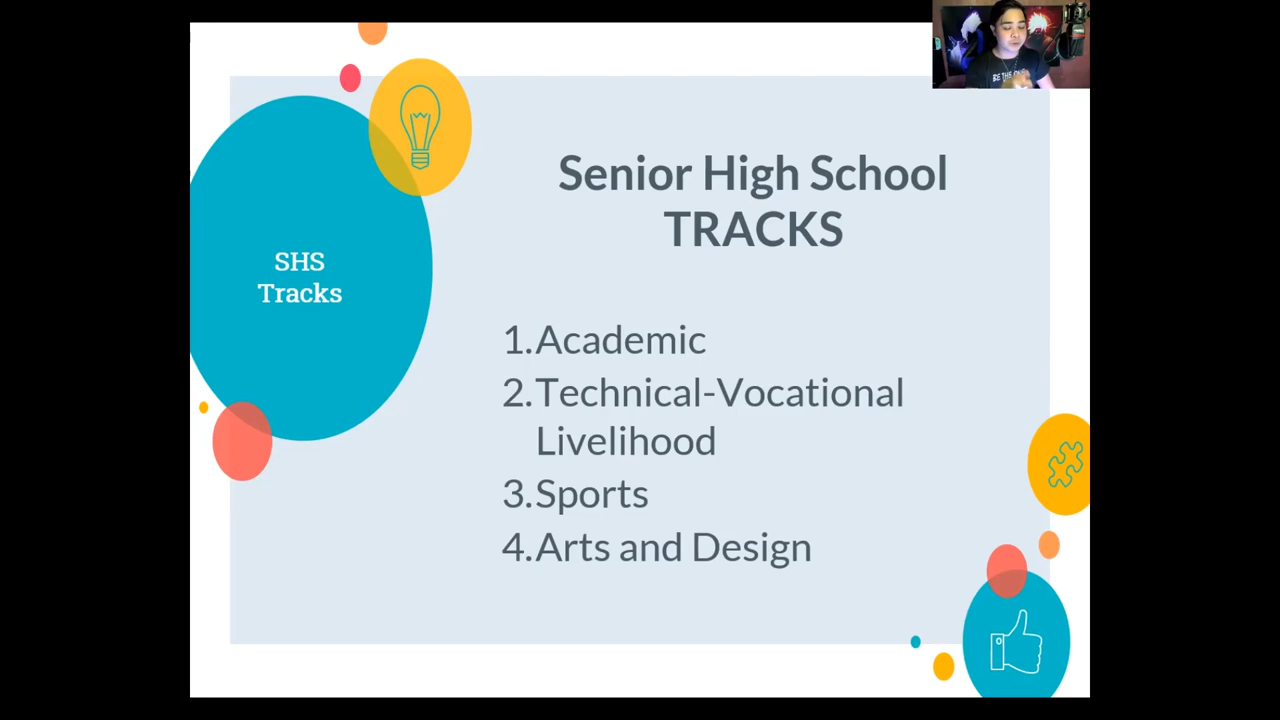 SHS
Tracks
Senior High School
TRACKS
1.Academic
2.Technical-Vocational
Livelihood
3.Sports
4.Arts and Design